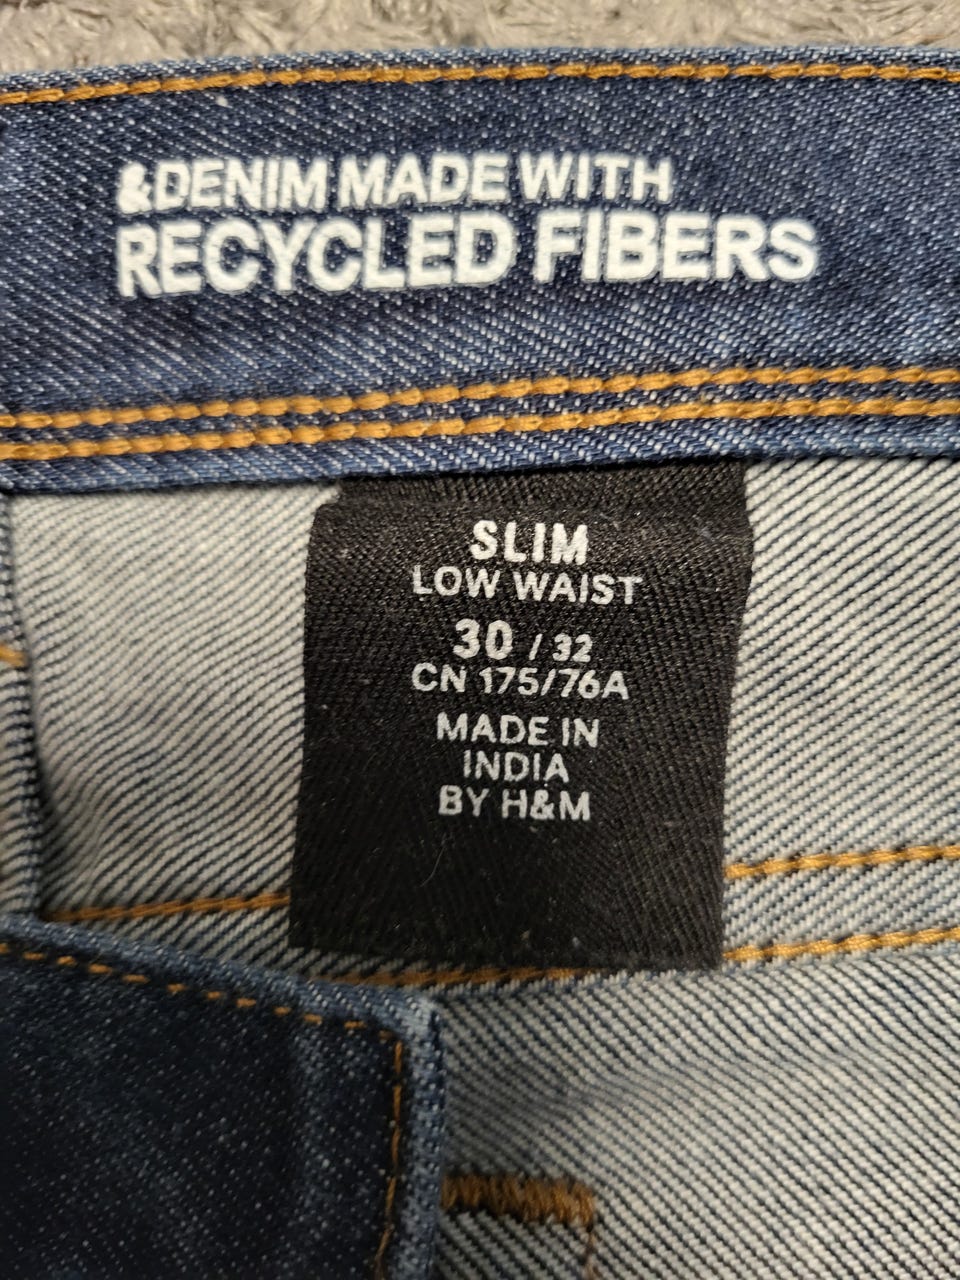 &DENIM MADE WITH
RECYCLED FIBERS
SLIM
LOW WAIST
30 / 32
CN 175/76A
MADE IN
INDIA
BY H&M